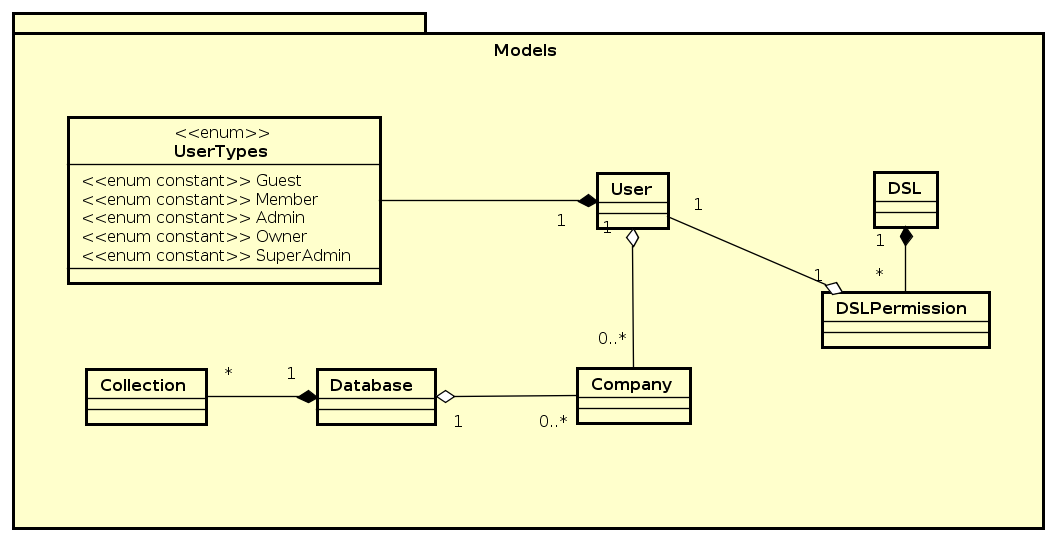 Models
<<enum>>
UserTypes
<<enum constant>> Guest
<<enum constant>> Member
<<enum constant>> Admin
<<enum constant>> Owner
<<enum constant>> SuperAdmin
User
DSL
1
1
1
1
*
1
DSLPermission
0..*
Collection
*
1
Database
Company
1
0..*